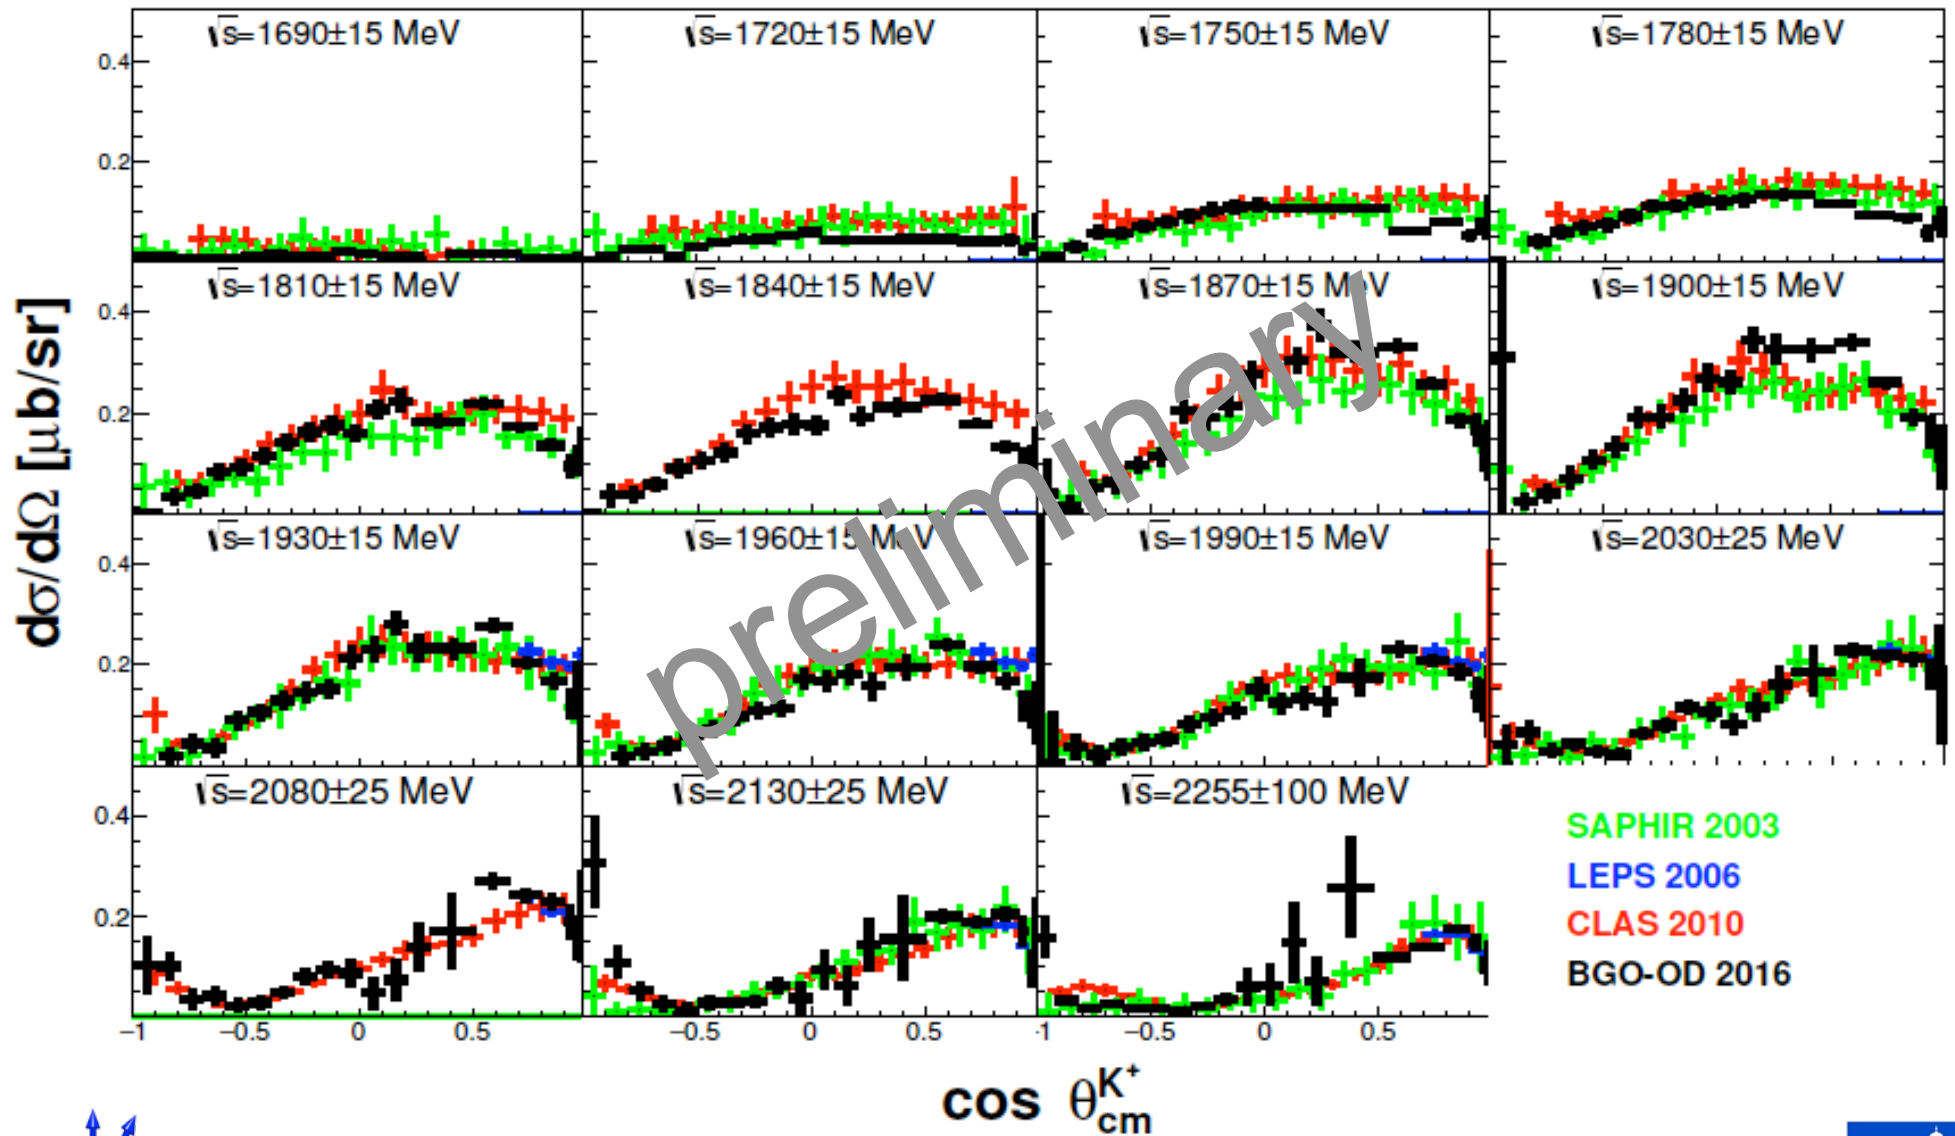 √s=1690±15 MeV
√s=1720±15 MeV
√s=1750±15 MeV
√s=1780±15 MeV
0.4
0.2
√s=1810±15 MeV
√s=1840±15 MeV
√s=1870±15 MeV
√s=1900±15 MeV
0.4
0.2
dσ/dΩ [μb/sr]
preliminary
√s=1930±15 MeV
√s=1960±15 MeV
√s=1990±15 MeV
√s=2030±25 MeV
0.4
0.2
√s=2080±25 MeV
√s=2130±25 MeV
√s=2255±100 MeV
0.4
0.2
SAPHIR 2003
LEPS 2006
CLAS 2010
BGO-OD 2016
−1 −0.5 0 0.5 −0.5 0 0.5 -1 −0.5 0 0.5
cos θ_cm^K+